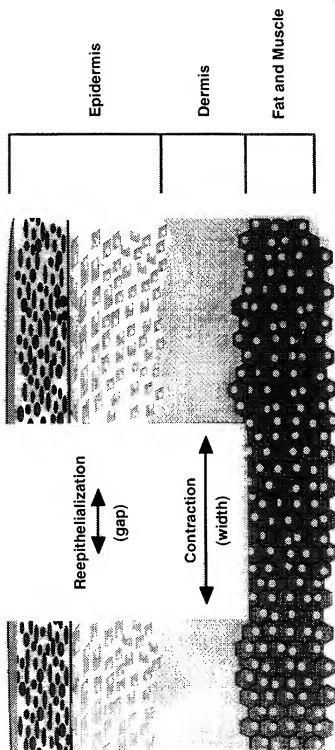 Epidermis
Dermis
Fat and Muscle
Reepithelialization
(gap)
Contraction
(width)